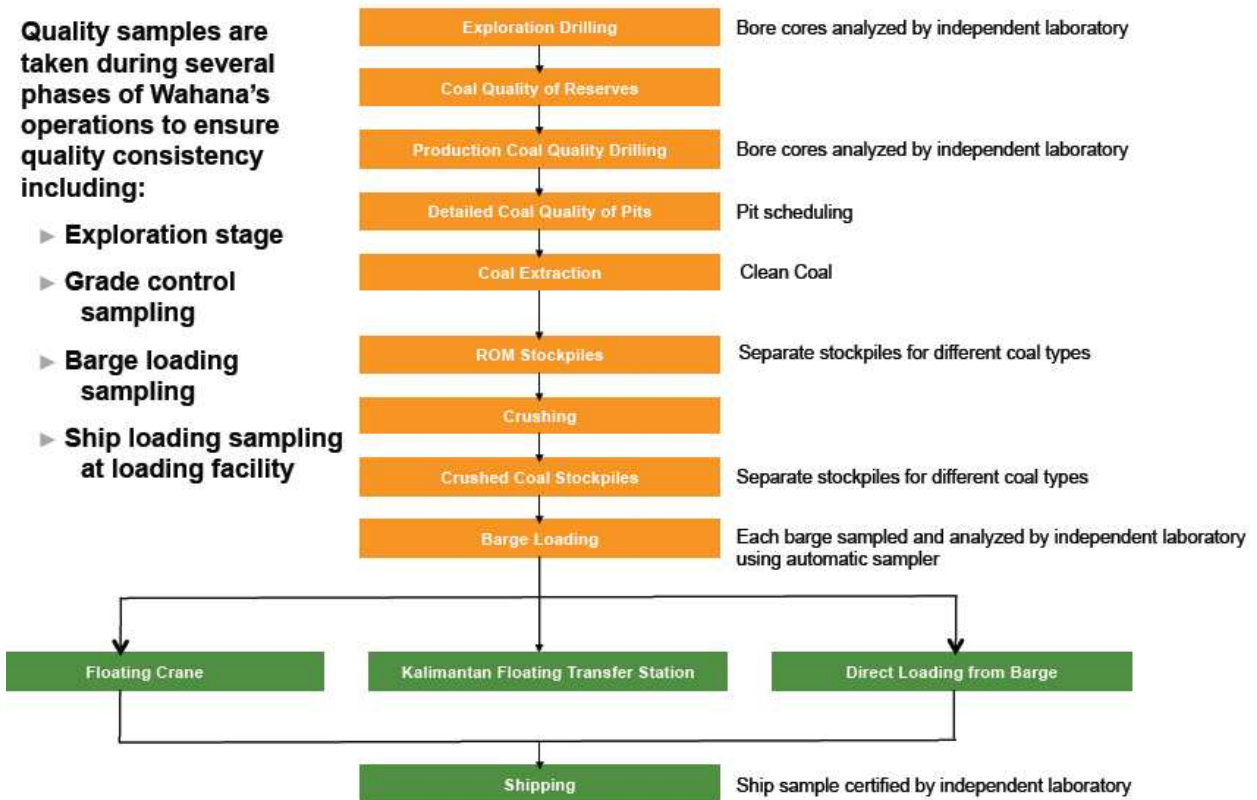 Quality samples are
taken during several
phases of Wahana's
operations to ensure
quality consistency
including:
► Exploration stage
► Grade control
sampling
► Barge loading
sampling
► Ship loading sampling
at loading facility
Exploration Drilling
Bore cores analyzed by independent laboratory
Coal Quality of Reserves
Production Coal Quality Drilling
Bore cores analyzed by independent laboratory
Detailed Coal Quality of Pits
Pit scheduling
Coal Extraction
Clean Coal
ROM Stockpiles
Separate stockpiles for different coal types
Crushing
Crushed Coal Stockpiles
Separate stockpiles for different coal types
Barge Loading
Each barge sampled and analyzed by independent laboratory
using automatic sampler
Floating Crane
Kalimantan Floating Transfer Station
Direct Loading from Barge
Shipping
Ship sample certified by independent laboratory